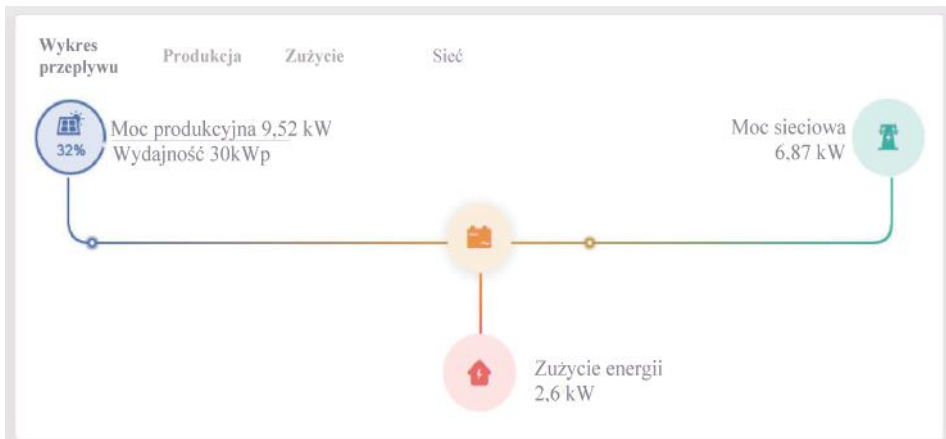 Wykres
przepływu
Produkcja
Zużycie
Sieć
32%
Moc produkcyjna 9,52 kW
Wydajność 30kWp
Moc sieciowa
6,87 kW
Zużycie energii
2,6 kW